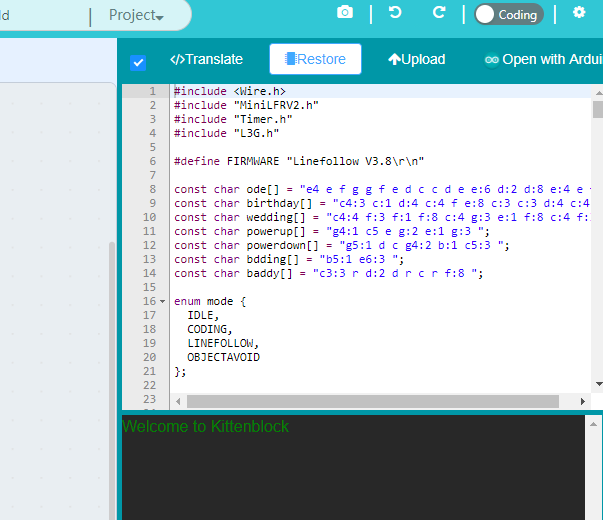 Project
Coding
</>Translate
Restore
Upload
Open with
1 #include <Wire.h>
2 #include "MiniLFRV2.h"
3 #include "Timer.h"
4 #include "L3G.h"
5
6 #define FIRMWARE "Linefollow V3.8\r\n"
7
8 const char ode[] = "e4 e f g g f e d c c d e e:6 d:2 d:8 e:4 e
9 const char birthday[] = "c4:3 c:1 d:4 c:4 f e:8 c:3 c:3 d:4 c:4
10 const char wedding[] = "c4:4 f:3 f:1 f:8 c:4 g:3 e:1 f:8 c:4 f:
11 const char powerup[] = "g4:1 c5 e g:2 e:1 g:3 ";
12 const char powerdown[] = "g5:1 d c g4:2 b:1 c5:3 ";
13 const char bdding[] = "b5:1 e6:3 ";
14 const char baddy[] = "c3:3 r d:2 d r c r f:8 ";
15
16 enum mode {
17 IDLE,
18 CODING,
19 LINEFOLLOW,
20 OBJECTAVOID
21 };
22
23
Welcome to Kittenblock